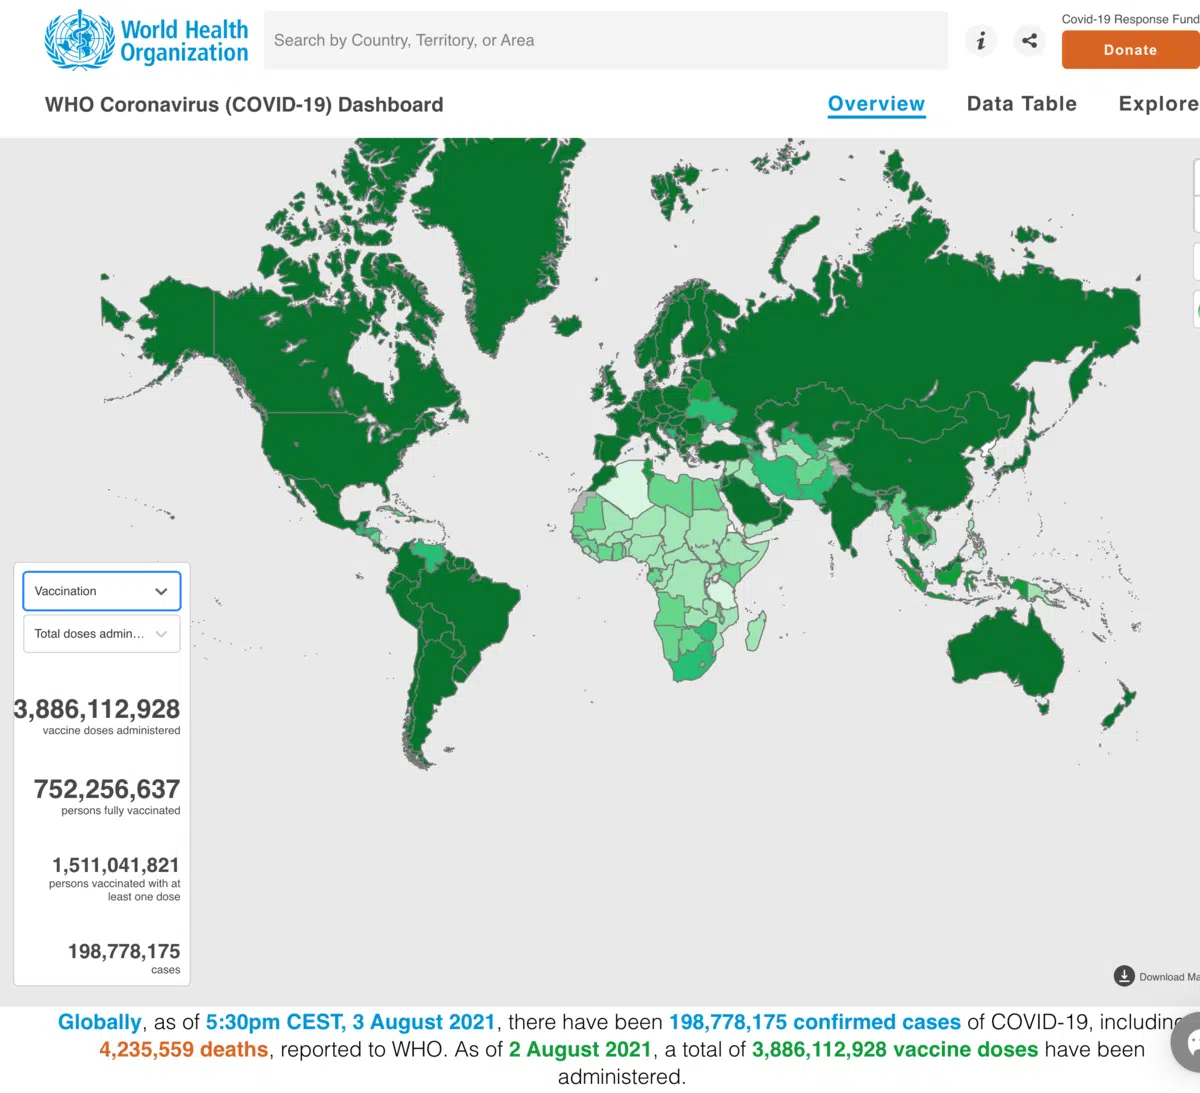 World Health
Organization
Search by Country, Territory, or Area
i
Covid-19 Response Fund
Donate
WHO Coronavirus (COVID-19) Dashboard
Overview
Data Table
Explore
Vaccination
Total doses admin...
3,886,112,928
vaccine doses administered
752,256,637
persons fully vaccinated
1,511,041,821
persons vaccinated with at
least one dose
198,778,175
cases
Download Ma
Globally, as of 5:30pm CEST, 3 August 2021, there have been 198,778,175 confirmed cases of COVID-19, including
4,235,559 deaths, reported to WHO. As of 2 August 2021, a total of 3,886,112,928 vaccine doses have been
administered.